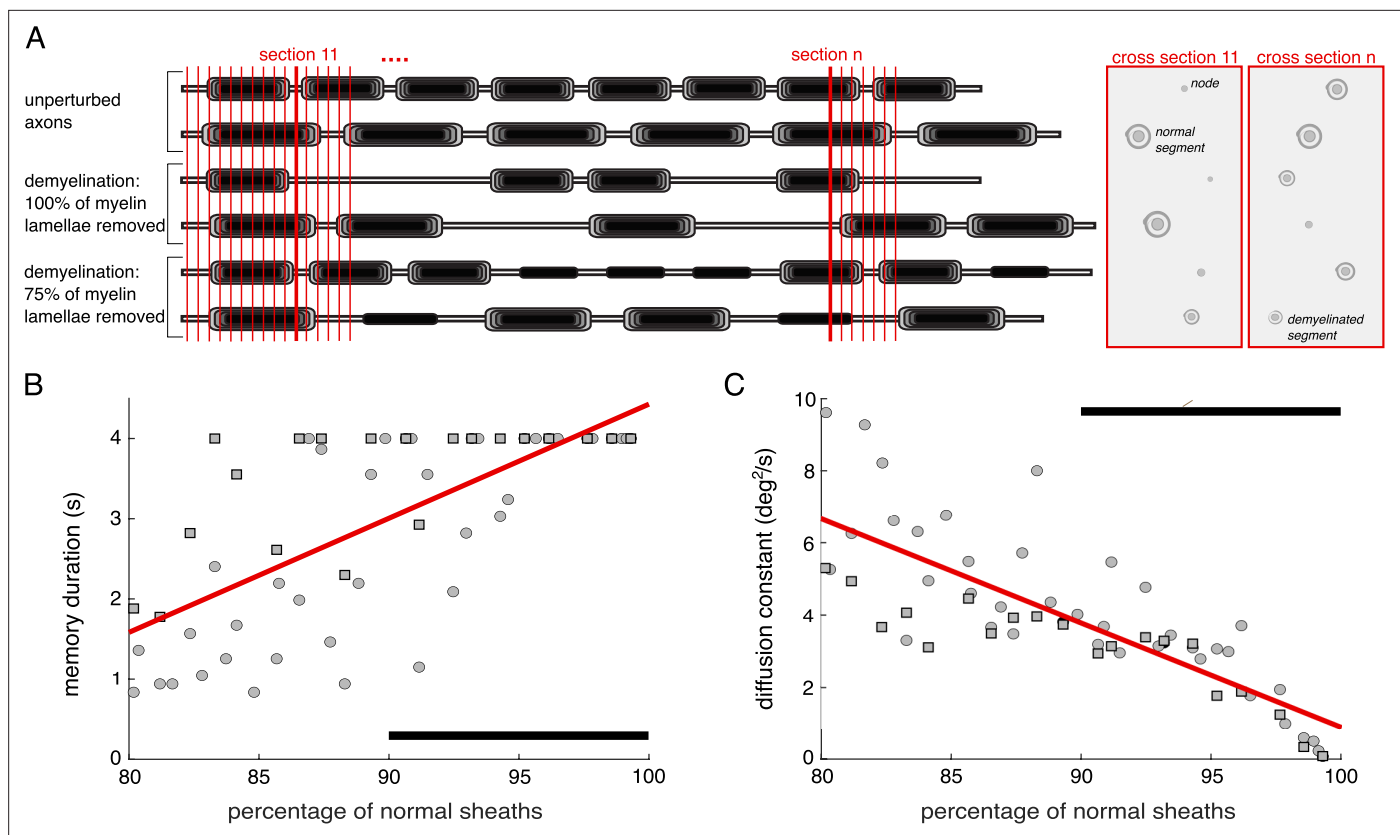 A
section 11
....
section n
cross section 11
cross section n
unperturbed
axons
demyelination:
100% of myelin
lamellae removed
demyelination:
75% of myelin
lamellae removed
node
normal
segment
demyelinated
segment
B
memory duration (s)
4
3
2
1
0
80
85
90
95
100
percentage of normal sheaths
C
diffusion constant (deg²/s)
10
8
6
4
2
0
80
85
90
95
100
percentage of normal sheaths